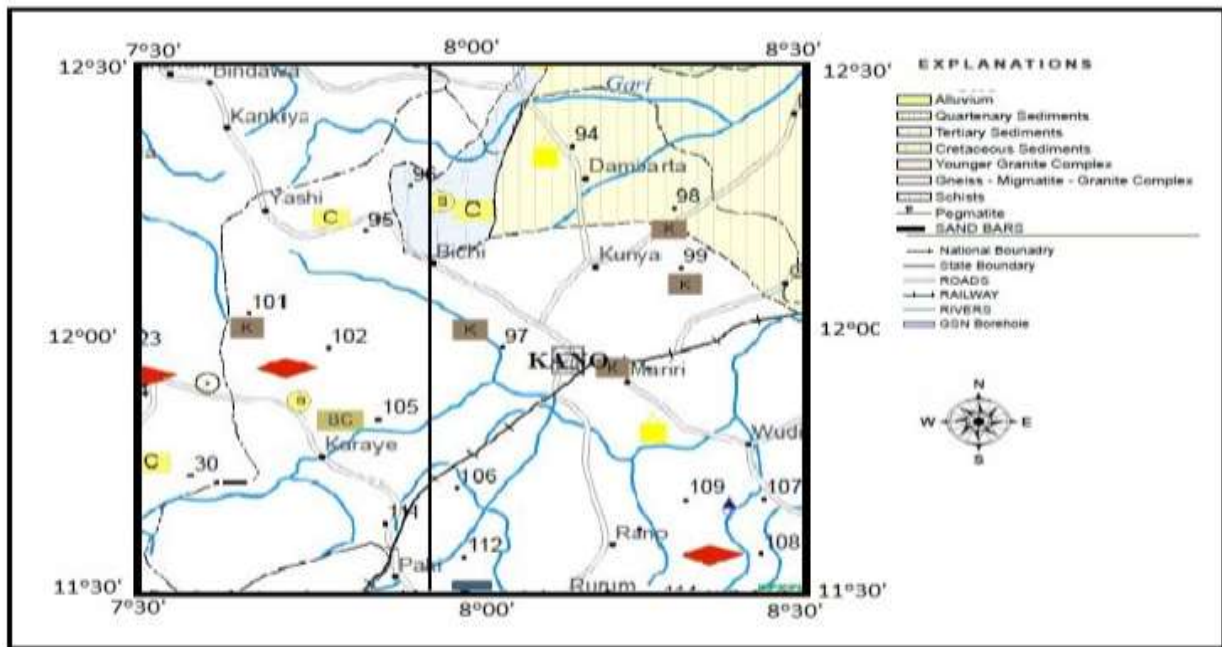 7°30' 8°00' 8°30'
12°30' 12°30'
Bindawa
Gari
Kankiya
94
Dambarta
96
Yashi
B
C
C
98
95
K
Bichi
Kunya
99
K
101
K
102
K
97
12°00' 12°00
23
KANO
K
Mariri
B
BC
105
Karaye
Wudi
C
30
106
109
107
111
Rano
112
108
Paki
Rurum
11°30' 11°30'
7°30' 8°00' 8°30'
EXPLANATIONS
Alluvium
Quartenary Sediments
Tertiary Sediments
Cretaceous Sediments
Younger Granite Complex
Gneiss - Migmatite - Granite Complex
Schists
P Pegmatite
SAND BARS
National Bounadry
State Boundary
ROADS
RAILWAY
RIVERS
GSN Borehole
N
W E
S